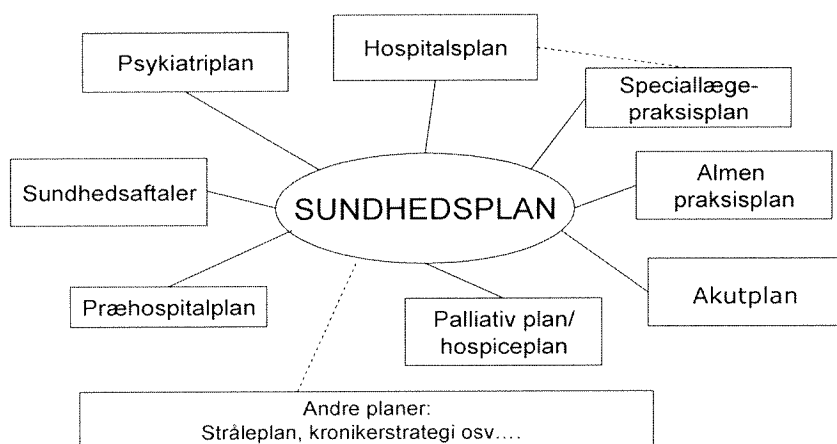 Psykiatriplan
Hospitalsplan
Speciallæge-
praksisplan
Sundhedsaftaler
SUNDHEDSPLAN
Almen
praksisplan
Præhospitalplan
Palliativ plan/
hospiceplan
Akutplan
Andre planer:
Stråleplan, kronikerstrategi osv....